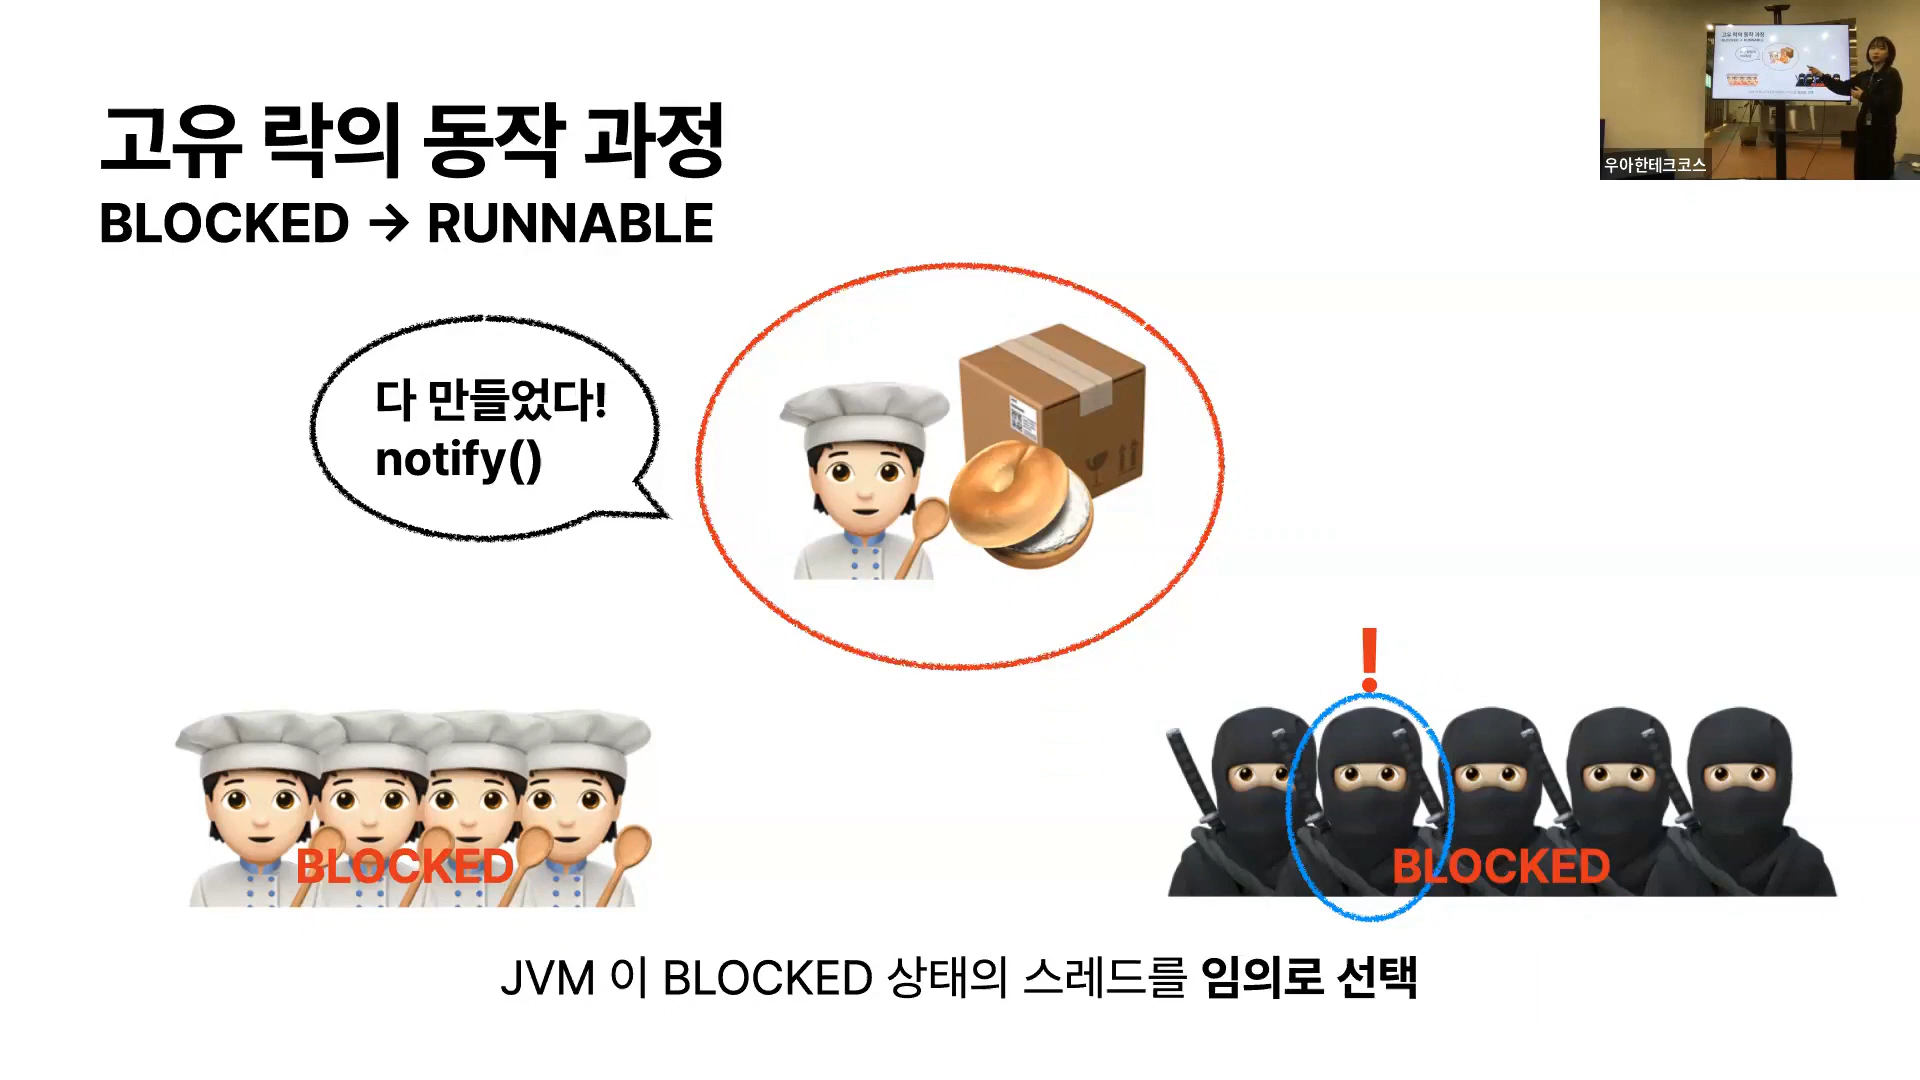 고유 락의 동작 과정
BLOCKED → RUNNABLE
우아한테크코스
다 만들었다!
notify()
!
BLOCKED
BLOCKED
JVM 이 BLOCKED 상태의 스레드를 임의로 선택